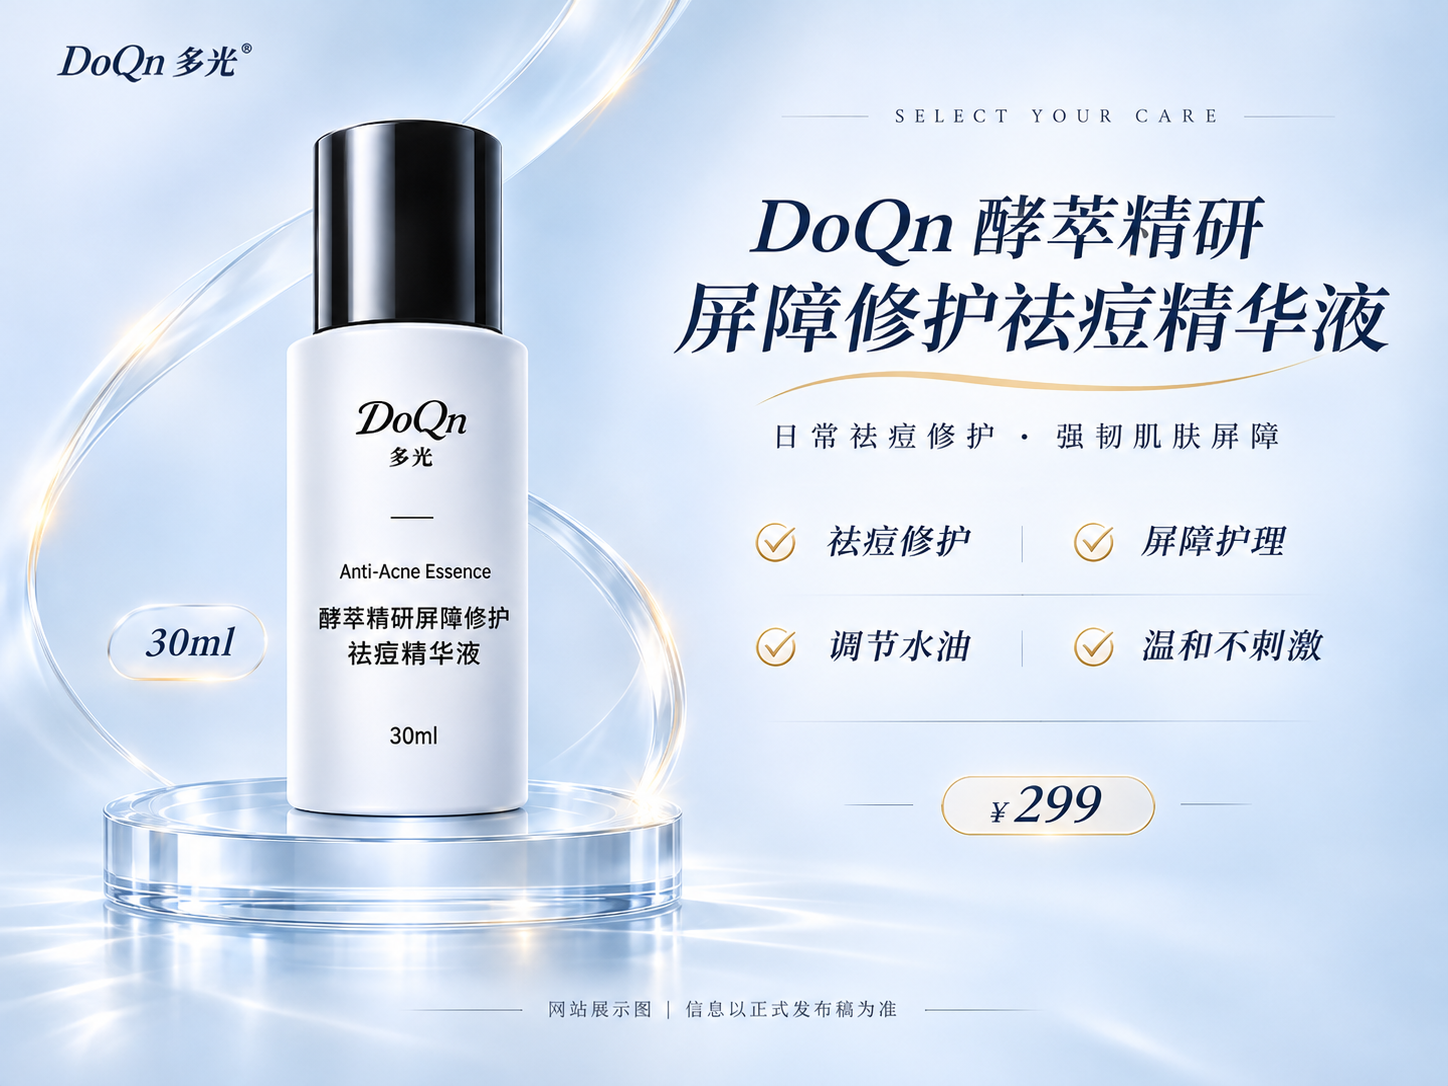 DoQn 多光®
SELECT YOUR CARE
DoQn 酵萃精研
屏障修护祛痘精华液
日常祛痘修护 · 强韧肌肤屏障
祛痘修护
屏障护理
调节水油
温和不刺激
¥299
DoQn
多光
Anti-Acne Essence
酵萃精研屏障修护
祛痘精华液
30ml
30ml
网站展示图 | 信息以正式发布稿为准